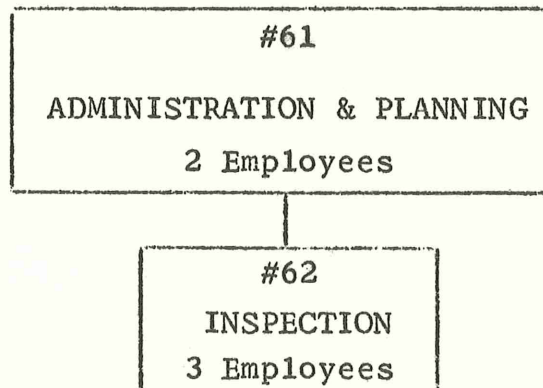 #61
ADMINISTRATION & PLANNING
2 Employees
#62
INSPECTION
3 Employees